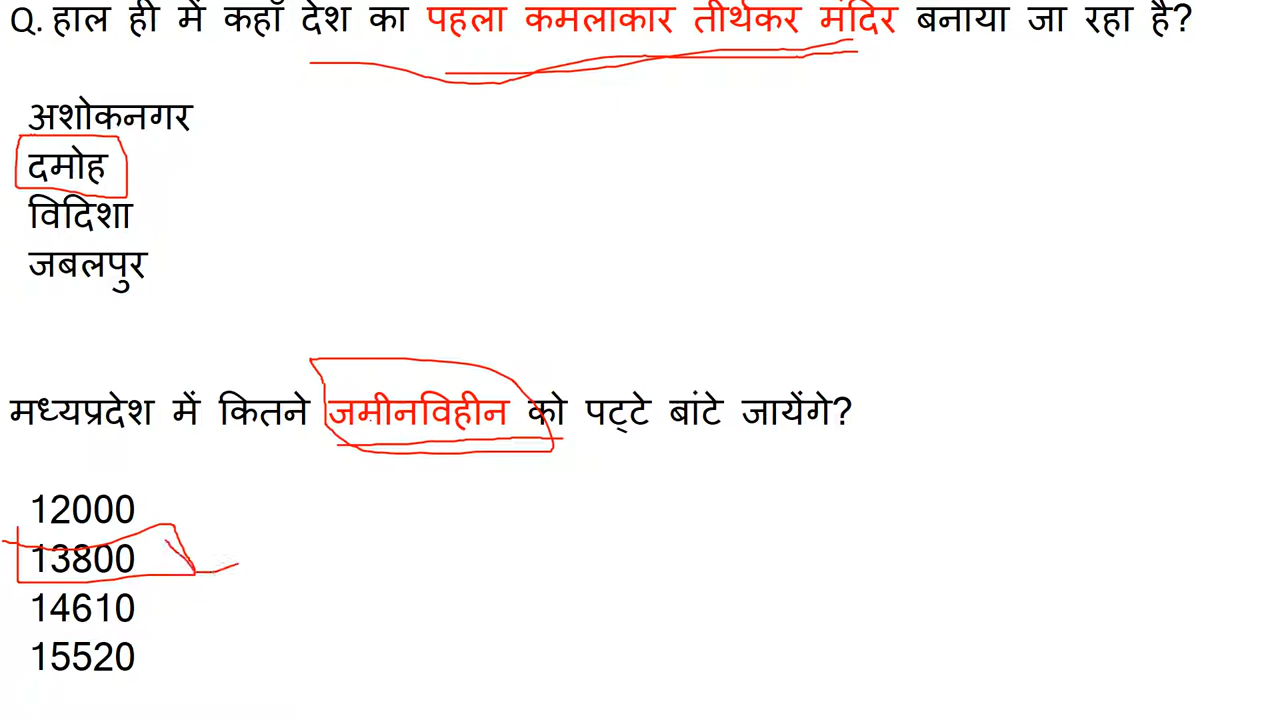 Q. हाल ही में कहाँ देश का पहला कमलाकार तीर्थकर मंदिर बनाया जा रहा है?
अशोकनगर
दमोह
विदिशा
जबलपुर
मध्यप्रदेश में कितने जमीनविहीन को पट्टे बांटे जायेंगे?
12000
13800
14610
15520